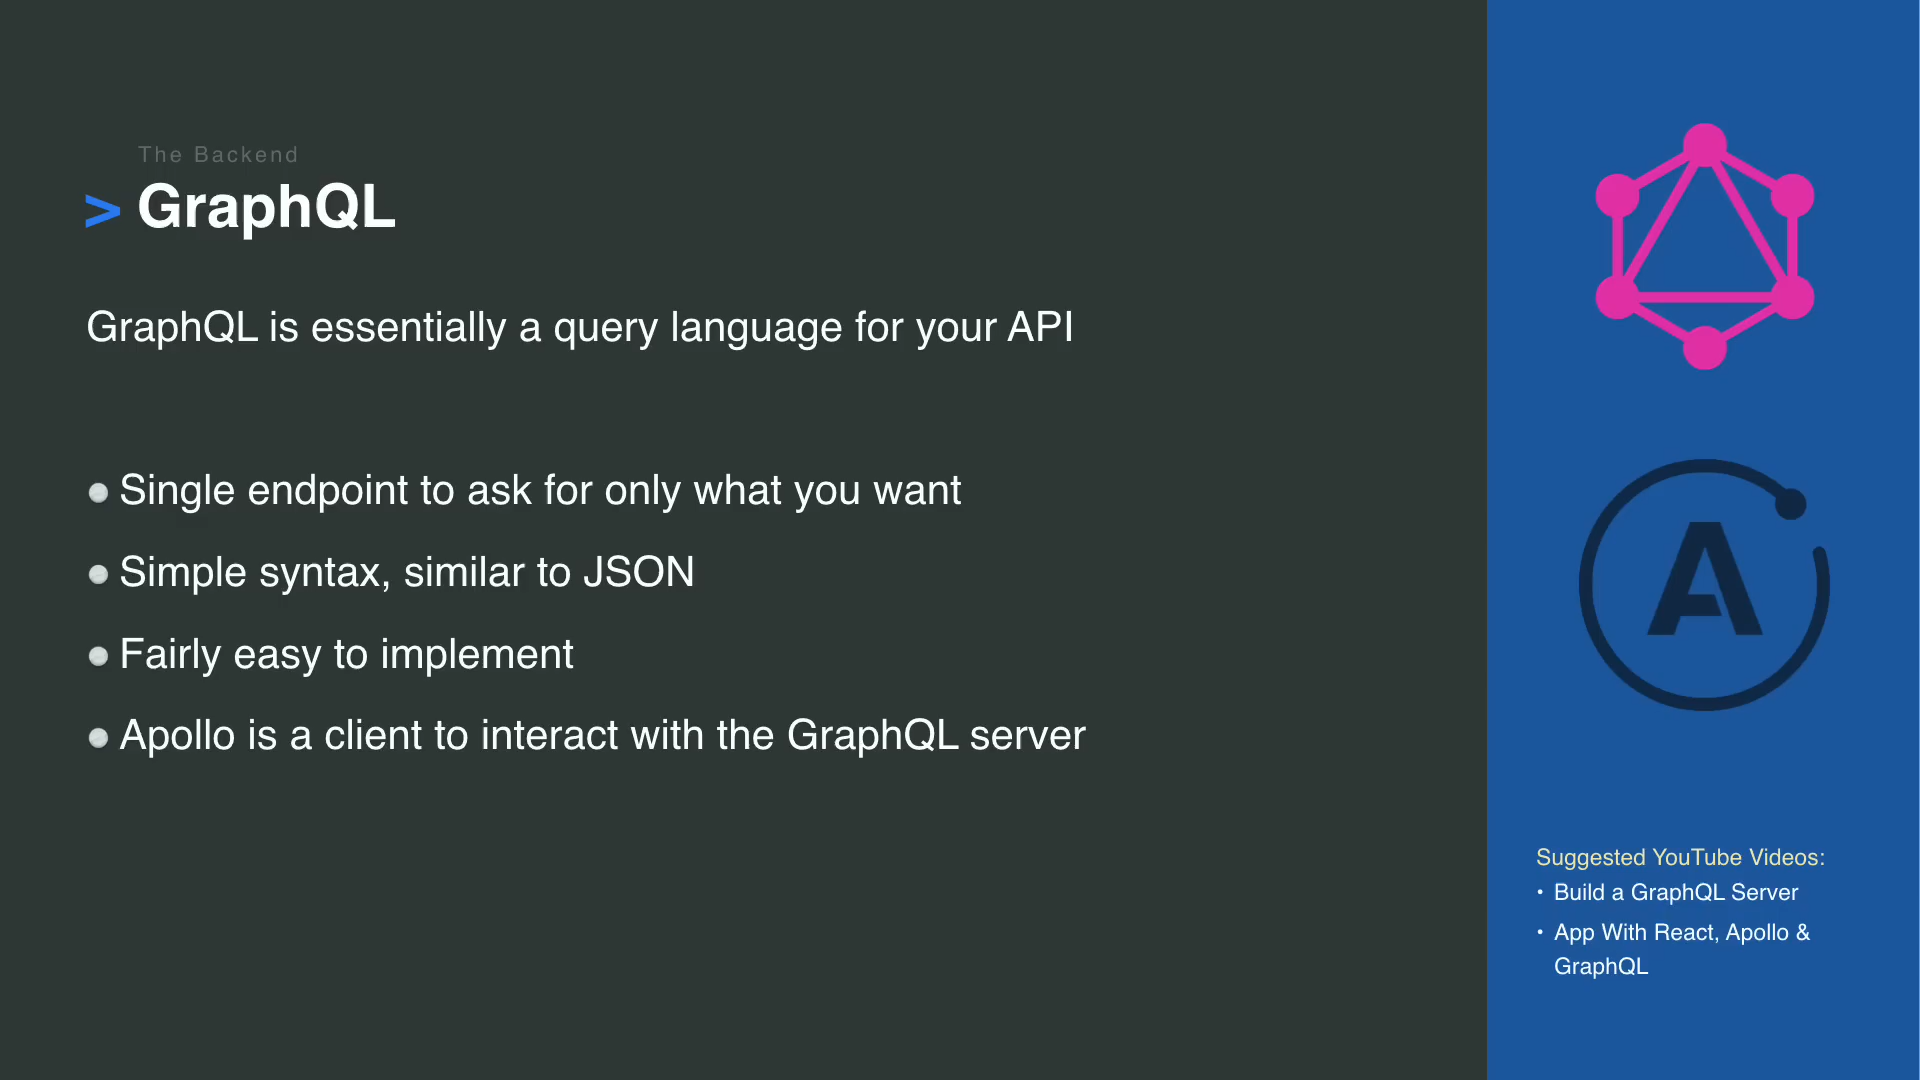 The Backend
> GraphQL
GraphQL is essentially a query language for your API
Single endpoint to ask for only what you want
Simple syntax, similar to JSON
Fairly easy to implement
Apollo is a client to interact with the GraphQL server
A
Suggested YouTube Videos:
• Build a GraphQL Server
• App With React, Apollo &
GraphQL